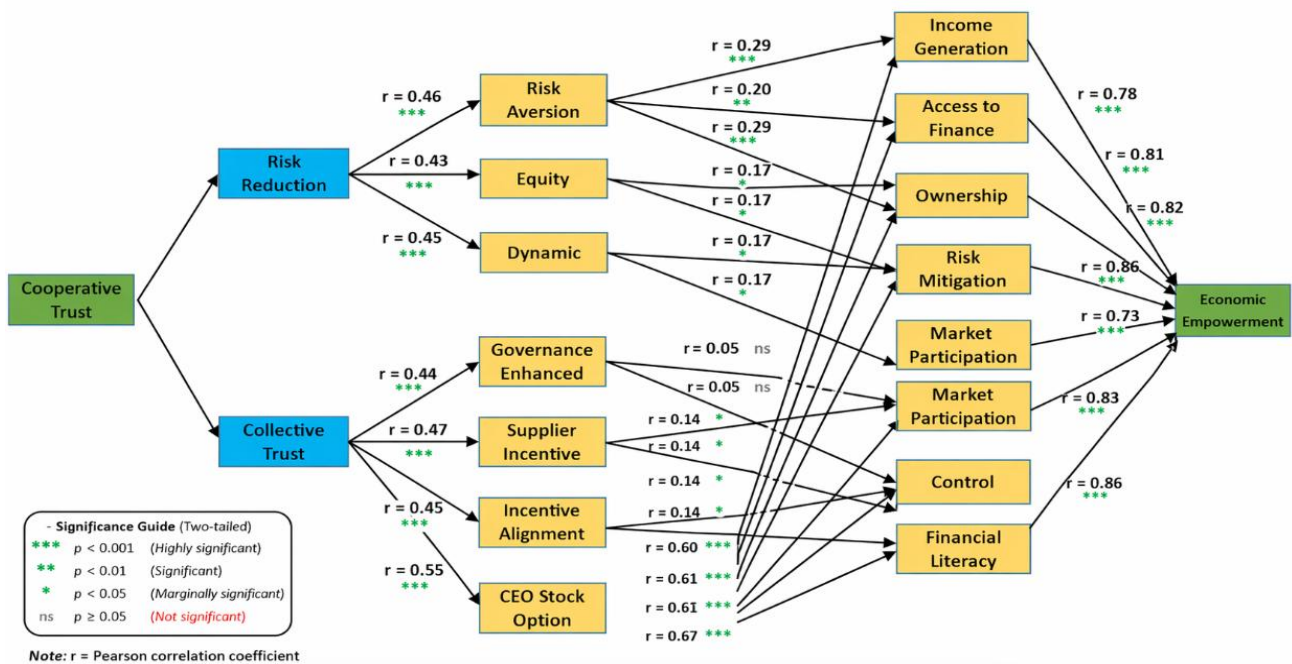 Cooperative
Trust
Risk
Reduction
Collective
Trust
r = 0.46
***
r = 0.43
***
r = 0.45
***
r = 0.44
***
r = 0.47
***
r = 0.45
***
r = 0.55
***
Risk
Aversion
Equity
Dynamic
Governance
Enhanced
Supplier
Incentive
Incentive
Alignment
CEO Stock
Option
r = 0.29
***
r = 0.20
**
r = 0.29
***
r = 0.17
*
r = 0.17
*
r = 0.17
*
r = 0.17
*
r = 0.05 ns
r = 0.05 ns
r = 0.14 *
r = 0.14 *
r = 0.14 *
r = 0.14 *
r = 0.60 ***
r = 0.61 ***
r = 0.61 ***
r = 0.67 ***
Income
Generation
Access to
Finance
Ownership
Risk
Mitigation
Market
Participation
Market
Participation
Control
Financial
Literacy
r = 0.78
***
r = 0.81
***
r = 0.82
***
r = 0.86
***
r = 0.73
***
r = 0.83
***
r = 0.86
***
Economic
Empowerment
- Significance Guide (Two-tailed)
*** p < 0.001 (Highly significant)
** p < 0.01 (Significant)
* p < 0.05 (Marginally significant)
ns p ≥ 0.05 (Not significant)
Note: r = Pearson correlation coefficient